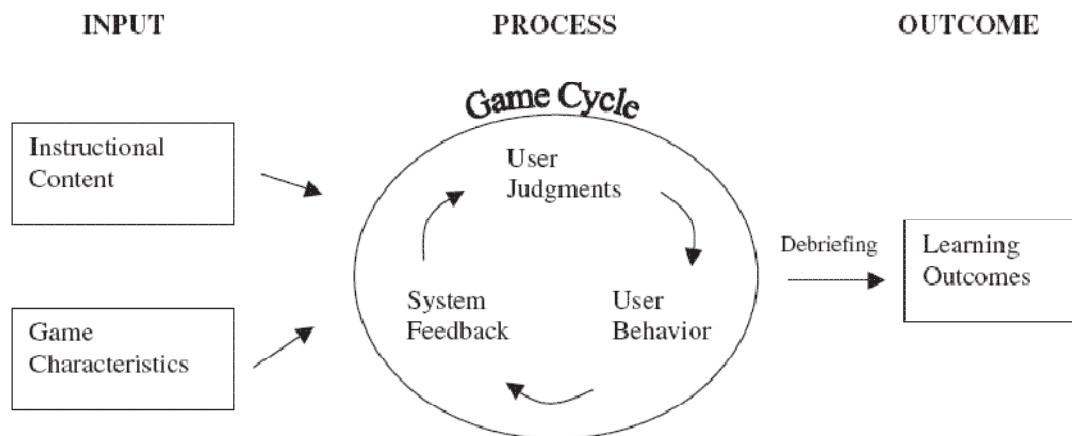 INPUT
PROCESS
OUTCOME
Game Cycle
Instructional
Content
Game
Characteristics
User
Judgments
System
Feedback
User
Behavior
Debriefing
Learning
Outcomes